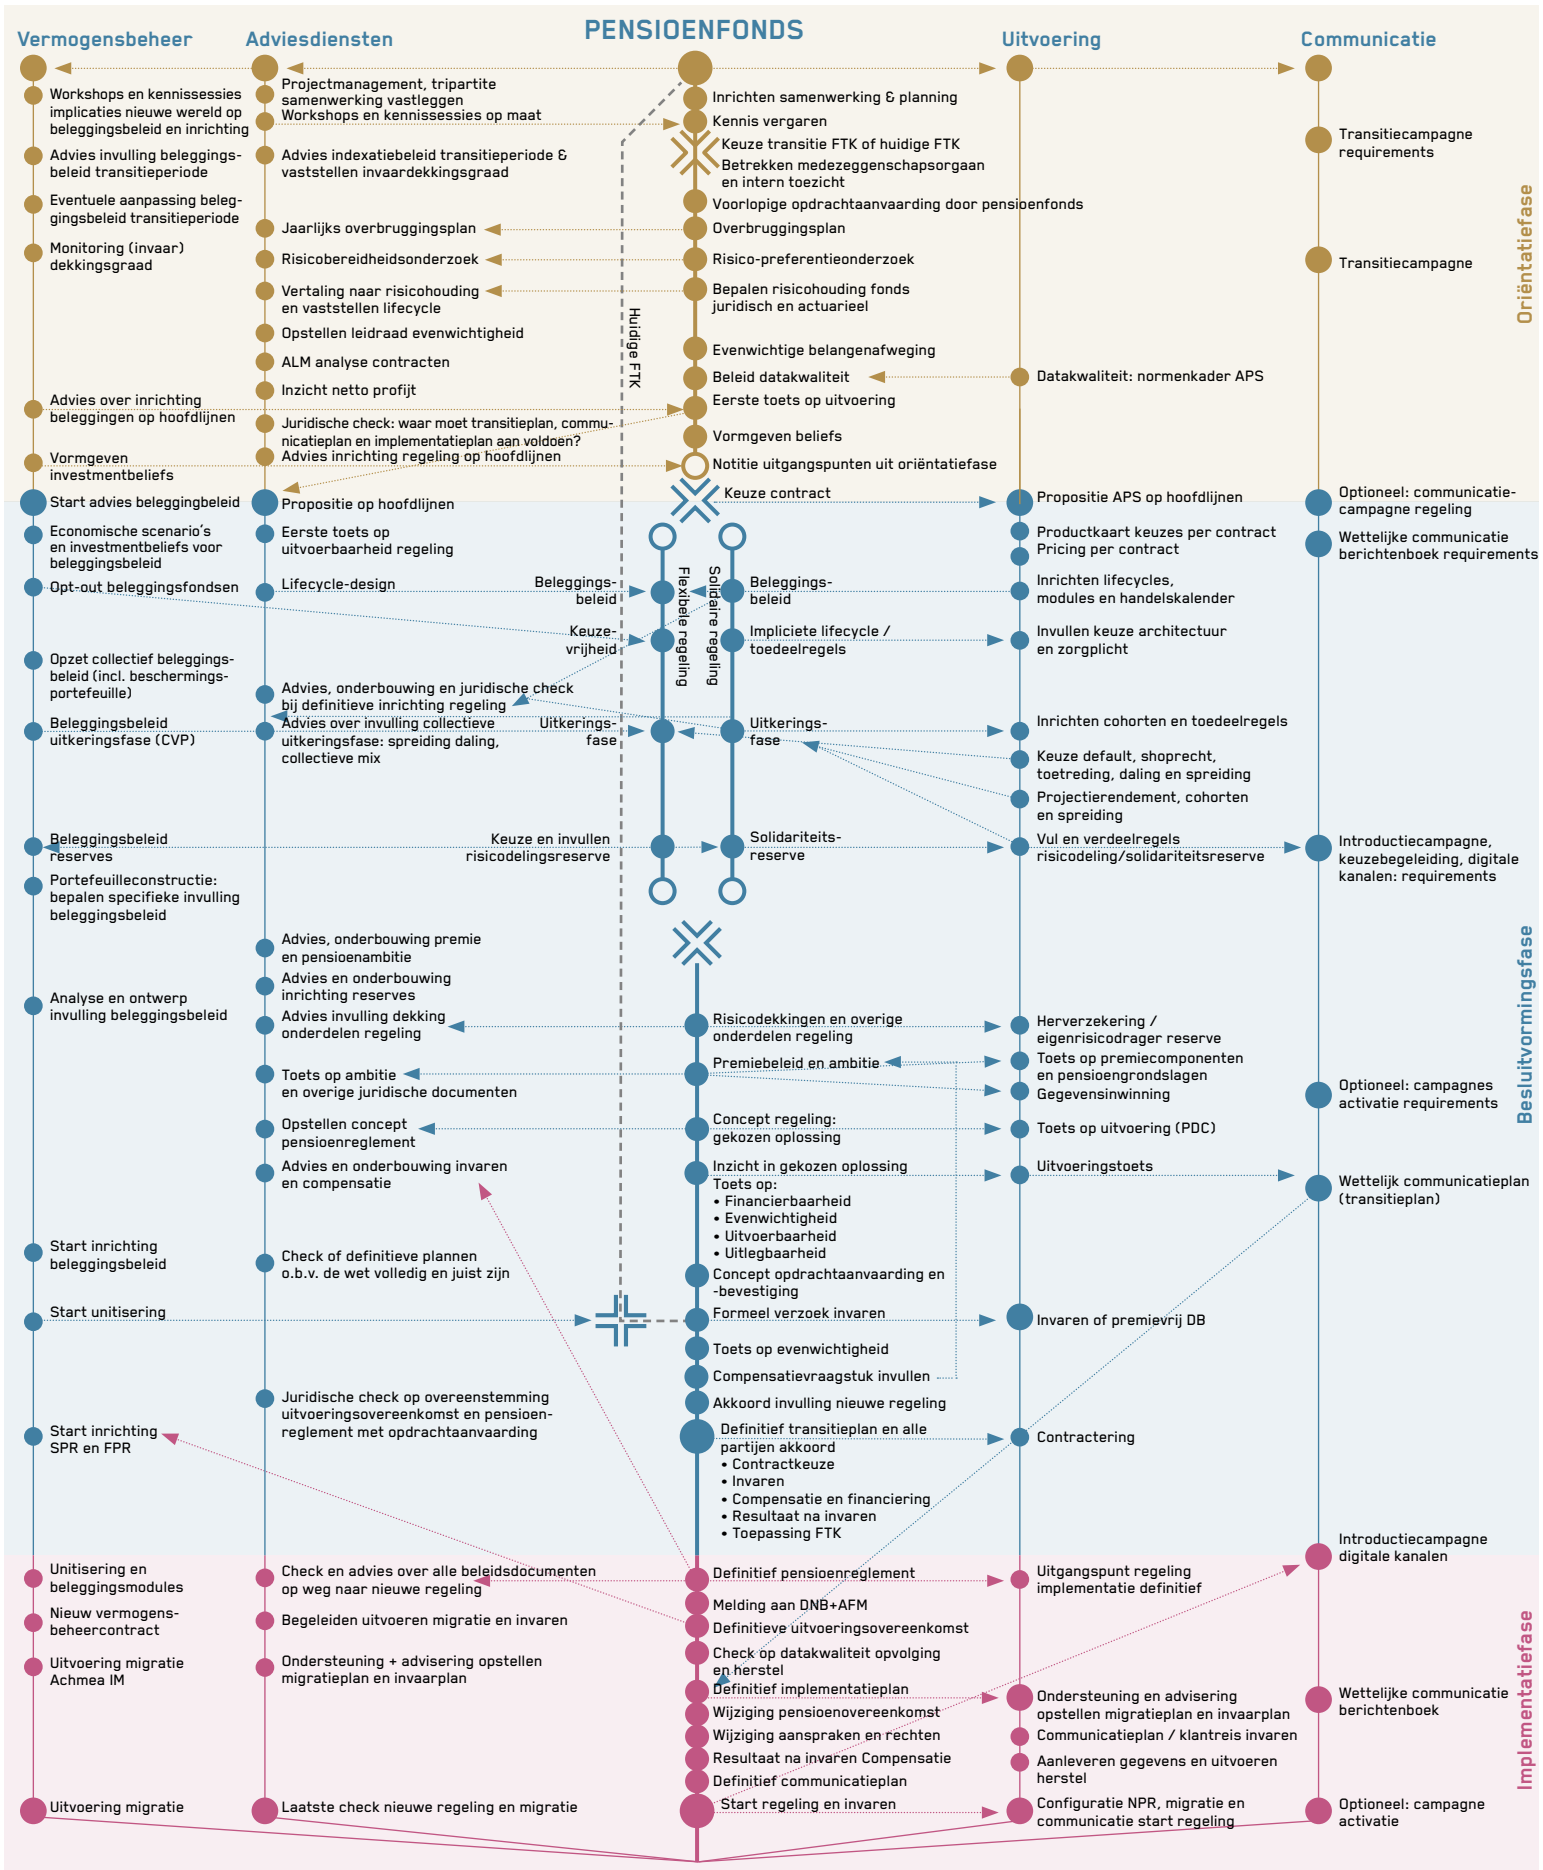 PENSIOENFONDS
Vermogensbeheer
Adviesdiensten
Uitvoering
Communicatie
Workshops en kennissessies
implicaties nieuwe wereld op
beleggingsbeleid en inrichting
Advies invulling beleggings-
beleid transitieperiode
Eventuele aanpassing beleg-
gingsbeleid transitieperiode
Monitoring (invaar)
dekkingsgraad
Advies over inrichting
beleggingen op hoofdlijnen
Vormgeven
investmentbeliefs
Projectmanagement, tripartite
samenwerking vastleggen
Workshops en kennissessies op maat
Advies indexatiebeleid transitieperiode &
vaststellen invaardekkingsgraad
Jaarlijks overbruggingsplan
Risicobereidheidsonderzoek
Vertaling naar risicohouding
en vaststellen lifecycle
Opstellen leidraad evenwichtigheid
ALM analyse contracten
Inzicht netto profijt
Juridische check: waar moet transitieplan, commu-
nicatieplan en implementatieplan aan voldoen?
Advies inrichting regeling op hoofdlijnen
Huidige FTK
Inrichten samenwerking & planning
Kennis vergaren
Keuze transitie FTK of huidige FTK
Betrekken medezeggenschapsorgaan
en intern toezicht
Voorlopige opdrachtaanvaarding door pensioenfonds
Overbruggingsplan
Risico-preferentieonderzoek
Bepalen risicohouding fonds
juridisch en actuarieel
Evenwichtige belangenafweging
Beleid datakwaliteit
Eerste toets op uitvoering
Vormgeven beliefs
Notitie uitgangspunten uit oriëntatiefase
Datakwaliteit: normenkader APS
Transitiecampagne
requirements
Transitiecampagne
Oriëntatiefase
Start advies beleggingbeleid
Economische scenario's
en investmentbeliefs voor
beleggingsbeleid
Opt-out beleggingsfondsen
Opzet collectief beleggings-
beleid (incl. beschermings-
portefeuille)
Beleggingsbeleid
uitkeringsfase (CVP)
Beleggingsbeleid
reserves
Portefeuilleconstructie:
bepalen specifieke invulling
beleggingsbeleid
Analyse en ontwerp
invulling beleggingsbeleid
Start inrichting
beleggingsbeleid
Start unitisering
Start inrichting
SPR en FPR
Propositie op hoofdlijnen
Eerste toets op
uitvoerbaarheid regeling
Lifecycle-design
Advies, onderbouwing en juridische check
bij definitieve inrichting regeling
Advies over invulling collectieve
uitkeringsfase: spreiding daling,
collectieve mix
Advies, onderbouwing premie
en pensioenambitie
Advies en onderbouwing
inrichting reserves
Advies invulling dekking
onderdelen regeling
Toets op ambitie
en overige juridische documenten
Opstellen concept
pensioenreglement
Advies en onderbouwing invaren
en compensatie
Check of definitieve plannen
o.b.v. de wet volledig en juist zijn
Juridische check op overeenstemming
uitvoeringsovereenkomst en pensioen-
reglement met opdrachtaanvaarding
Keuze contract
Beleggings-
beleid
Keuze-
vrijheid
Uitkerings-
fase
Keuze en invullen
risicodelingsreserve
Flexibele regeling
Solidaire regeling
Beleggings-
beleid
Impliciete lifecycle /
toedeelregels
Uitkerings-
fase
Solidariteits-
reserve
Risicodekkingen en overige
onderdelen regeling
Premiebeleid en ambitie
Concept regeling:
gekozen oplossing
Inzicht in gekozen oplossing
Toets op:
• Financierbaarheid
• Evenwichtigheid
• Uitvoerbaarheid
• Uitlegbaarheid
Concept opdrachtaanvaarding en
-bevestiging
Formeel verzoek invaren
Toets op evenwichtigheid
Compensatievraagstuk invullen
Akkoord invulling nieuwe regeling
Definitief transitieplan en alle
partijen akkoord
• Contractkeuze
• Invaren
• Compensatie en financiering
• Resultaat na invaren
• Toepassing FTK
Propositie APS op hoofdlijnen
Productkaart keuzes per contract
Pricing per contract
Inrichten lifecycles,
modules en handelskalender
Invullen keuze architectuur
en zorgplicht
Inrichten cohorten en toedeelregels
Keuze default, shoprecht,
toetreding, daling en spreiding
Projectierendement, cohorten
en spreiding
Vul en verdeelregels
risicodeling/solidariteitsreserve
Herverzekering /
eigenrisicodrager reserve
Toets op premiecomponenten
en pensioengrondslagen
Gegevensinwinning
Toets op uitvoering (PDC)
Uitvoeringstoets
Invaren of premievrij DB
Contractering
Optioneel: communicatie-
campagne regeling
Wettelijke communicatie
berichtenboek requirements
Introductiecampagne,
keuzebegeleiding, digitale
kanalen: requirements
Optioneel: campagnes
activatie requirements
Wettelijk communicatieplan
(transitieplan)
Besluitvormingsfase
Unitisering en
beleggingsmodules
Nieuw vermogens-
beheercontract
Uitvoering migratie
Achmea IM
Uitvoering migratie
Check en advies over alle beleidsdocumenten
op weg naar nieuwe regeling
Begeleiden uitvoeren migratie en invaren
Ondersteuning + advisering opstellen
migratieplan en invaarplan
Laatste check nieuwe regeling en migratie
Definitief pensioenreglement
Melding aan DNB+AFM
Definitieve uitvoeringsovereenkomst
Check op datakwaliteit opvolging
en herstel
Definitief implementatieplan
Wijziging pensioenovereenkomst
Wijziging aanspraken en rechten
Resultaat na invaren Compensatie
Definitief communicatieplan
Start regeling en invaren
Uitgangspunt regeling
implementatie definitief
Ondersteuning en advisering
opstellen migratieplan en invaarplan
Communicatieplan / klantreis invaren
Aanleveren gegevens en uitvoeren
herstel
Configuratie NPR, migratie en
communicatie start regeling
Introductiecampagne
digitale kanalen
Wettelijke communicatie
berichtenboek
Optioneel: campagne
activatie
Implementatiefase